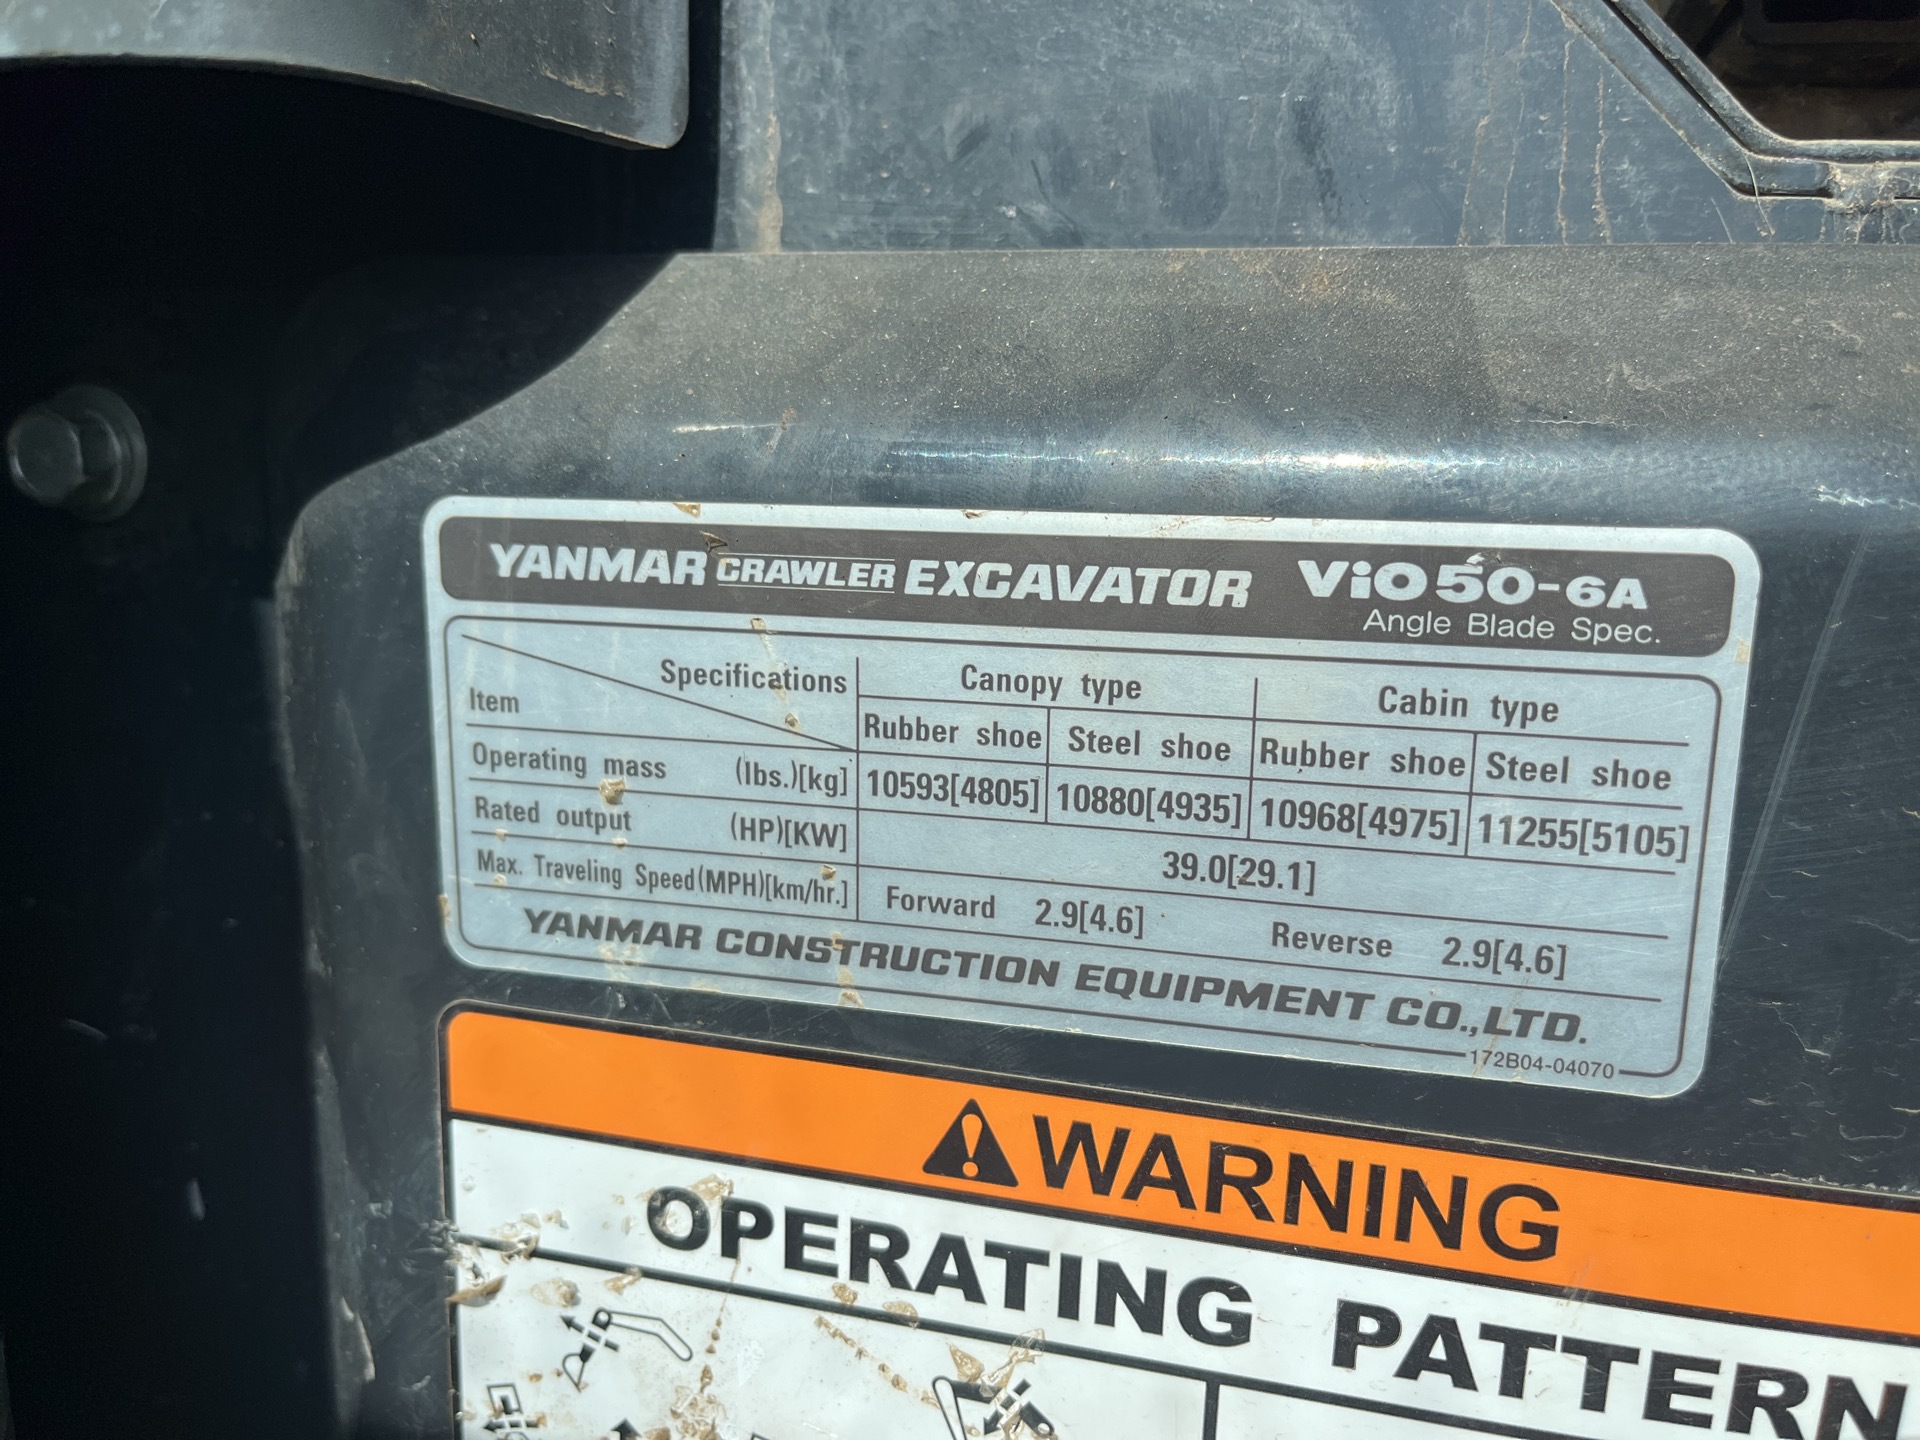 YANMAR CRAWLER EXCAVATOR ViO50-6A
Angle Blade Spec.
Specifications Canopy type Cabin type
Item Rubber shoe Steel shoe Rubber shoe Steel shoe
Operating mass (lbs.)[kg] 10593[4805] 10880[4935] 10968[4975] 11255[5105]
Rated output (HP)[KW] 39.0[29.1]
Max. Traveling Speed(MPH)[km/hr.] Forward 2.9[4.6] Reverse 2.9[4.6]
YANMAR CONSTRUCTION EQUIPMENT CO.,LTD.
172B04-04070
WARNING
OPERATING PATTERN